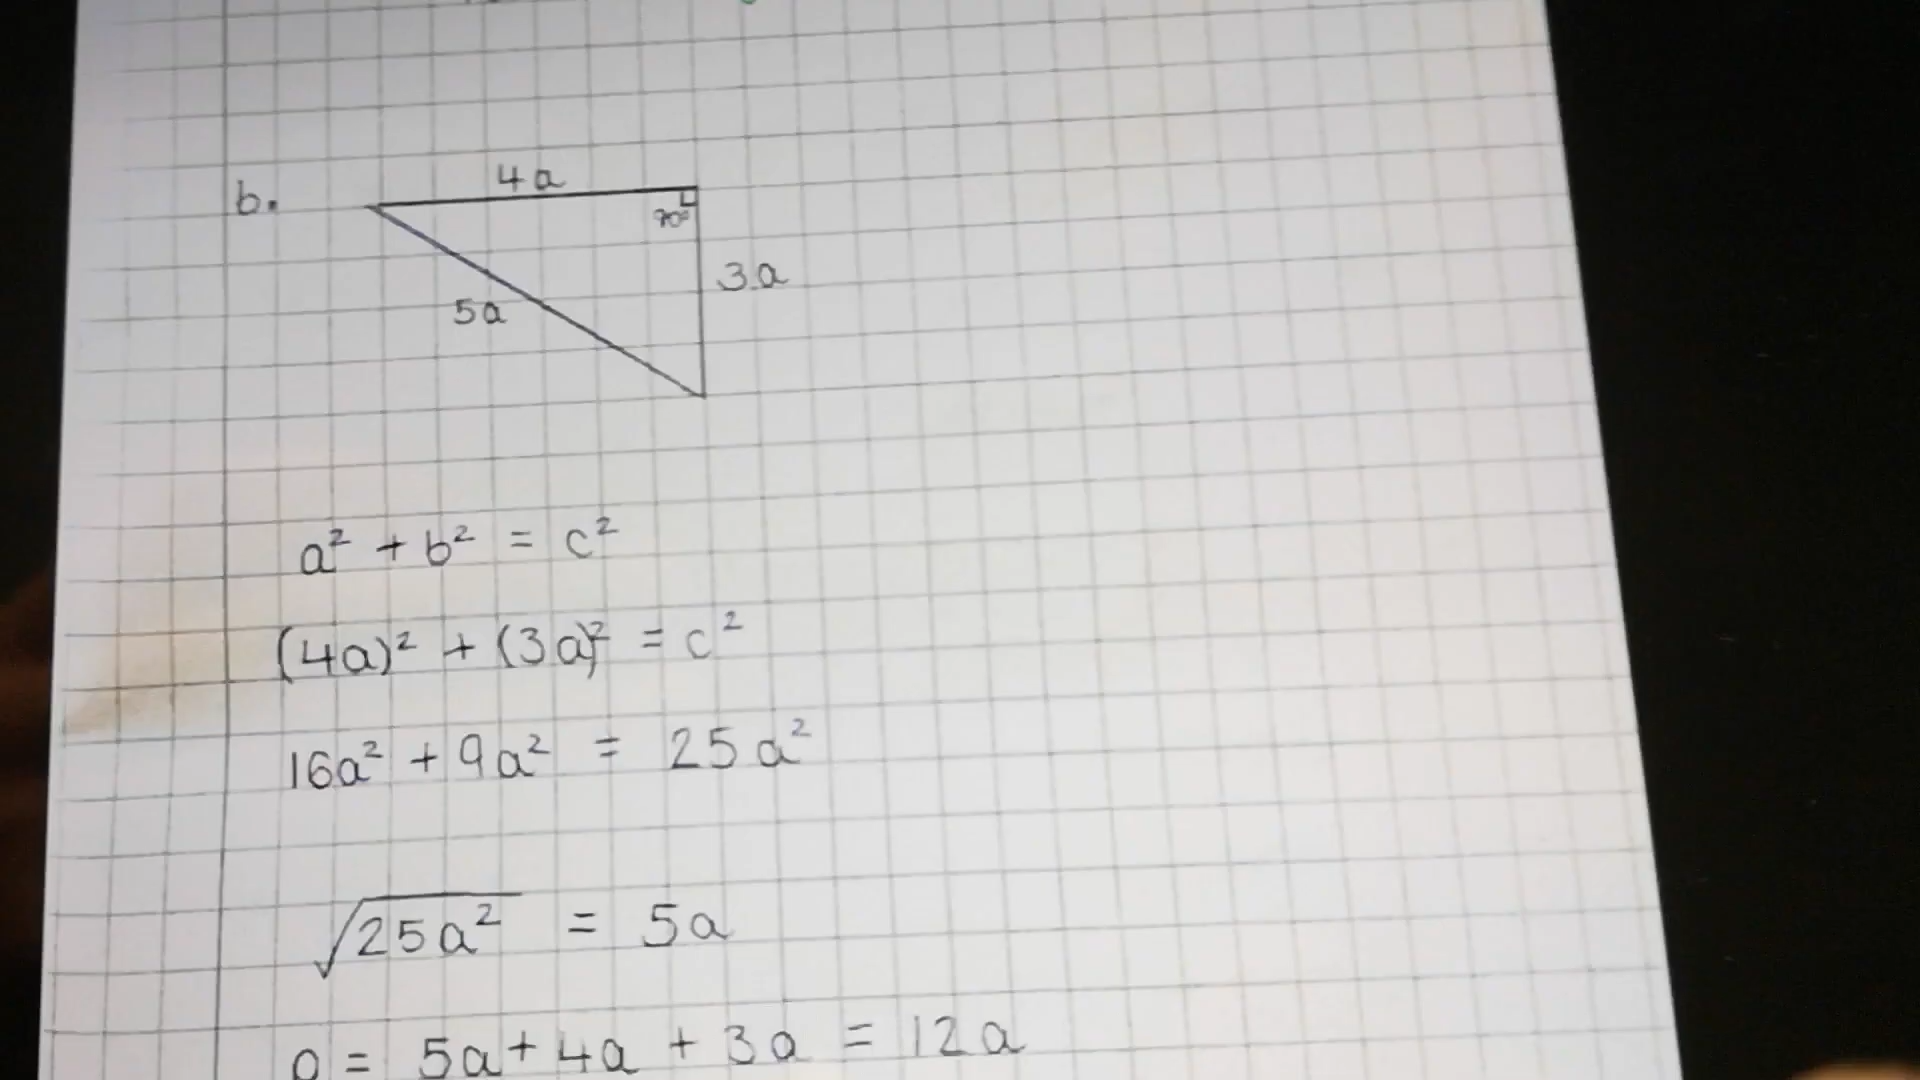 b.
4a
90°
3a
5a
a² + b² = c²
(4a)² + (3a)² = c²
16a² + 9a² = 25a²
√25a² = 5a
= 5a + 4a + 3a = 12a